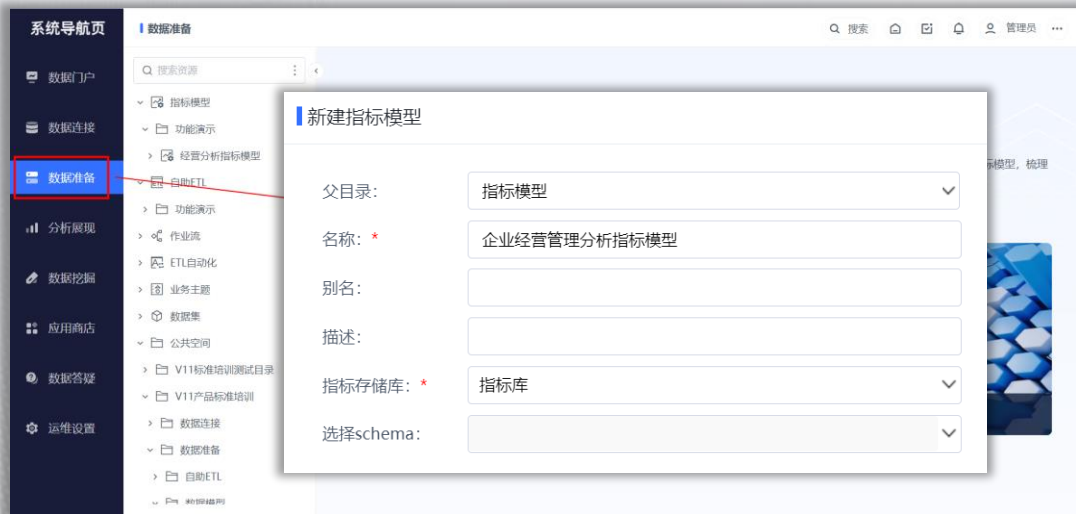 系统导航页
数据准备
搜索
管理员
数据门户
数据连接
数据准备
分析展现
数据挖掘
应用商店
数据答疑
运维设置
搜索资源
指标模型
功能演示
经营分析指标模型
自助ETL
功能演示
作业流
ETL自动化
业务主题
数据集
公共空间
V11标准培训测试目录
V11产品标准培训
数据连接
数据准备
自助ETL
数据模型
新建指标模型
父目录： 指标模型
名称：* 企业经营管理分析指标模型
别名：
描述：
指标存储库：* 指标库
选择schema：
标模型，梳理